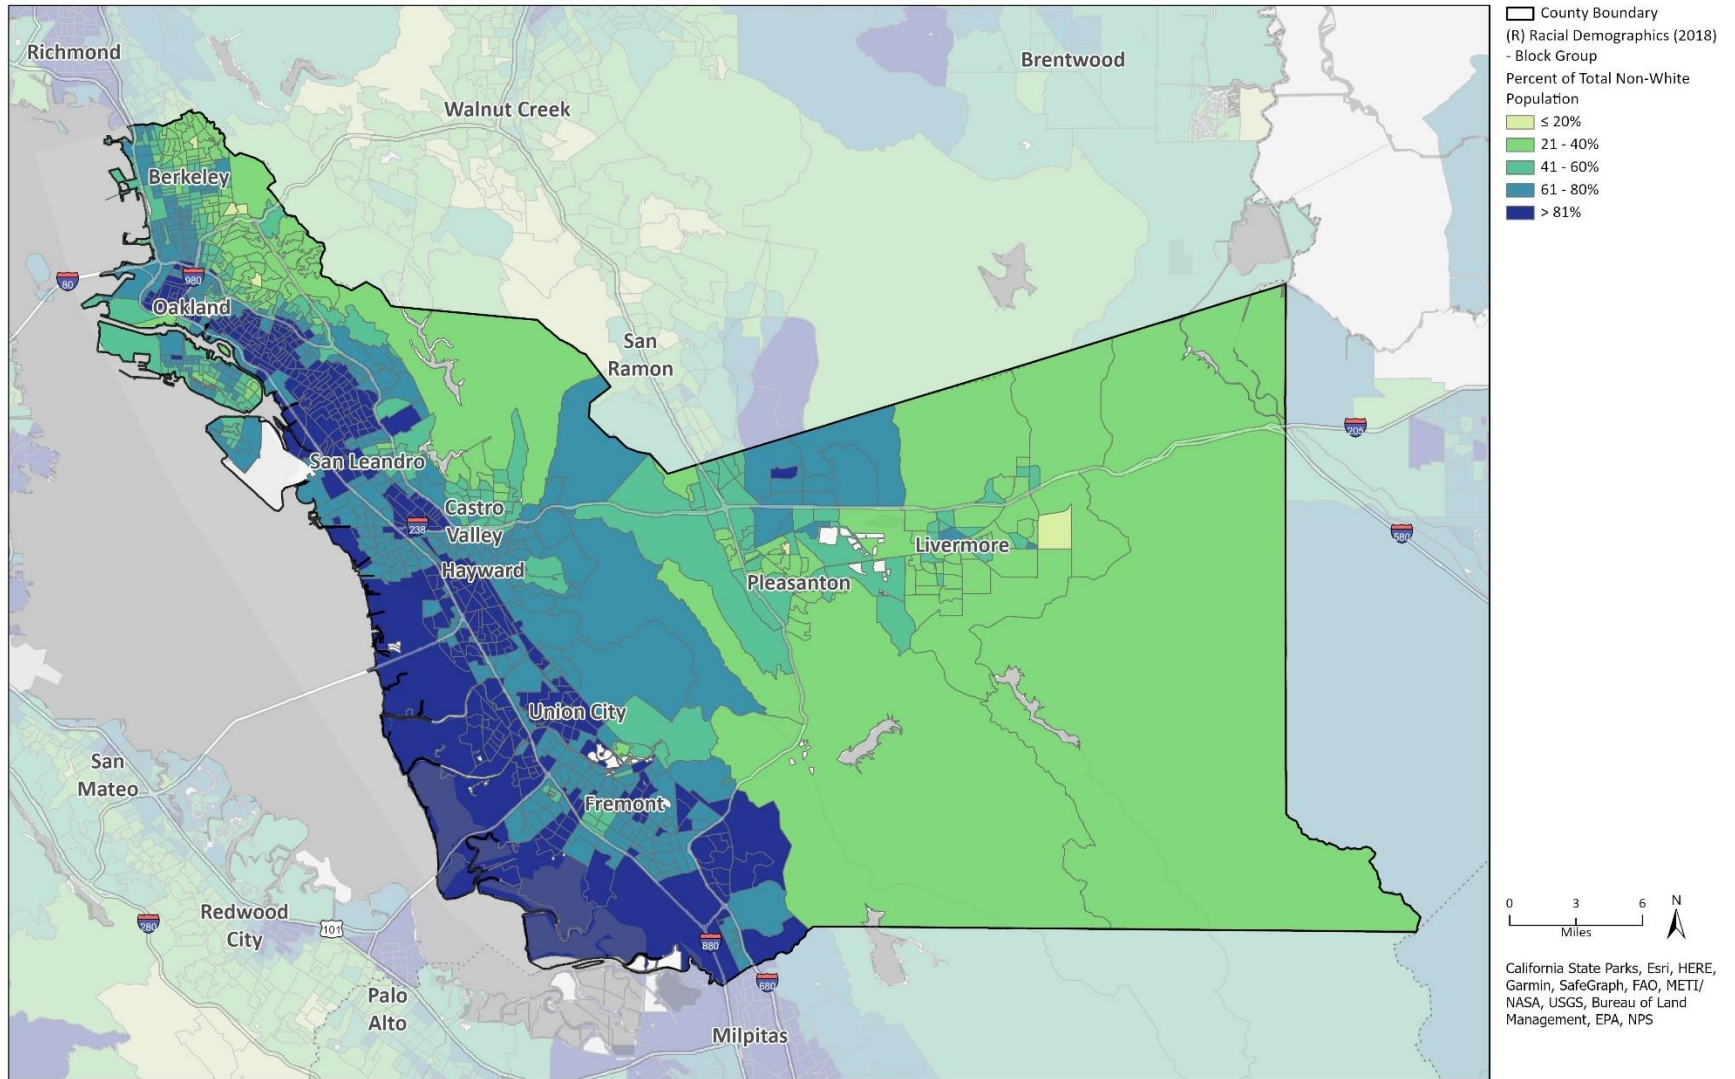 Richmond
Brentwood
Walnut Creek
Berkeley
80
980
Oakland
San
Ramon
205
San Leandro
Castro
Valley
238
580
Livermore
Hayward
Pleasanton
Union City
San
Mateo
Fremont
Redwood
City
280
101
880
680
Palo
Alto
Milpitas
County Boundary
(R) Racial Demographics (2018)
- Block Group
Percent of Total Non-White
Population
≤ 20%
21 - 40%
41 - 60%
61 - 80%
> 81%
0 3 6
Miles
N
California State Parks, Esri, HERE,
Garmin, SafeGraph, FAO, METI/
NASA, USGS, Bureau of Land
Management, EPA, NPS